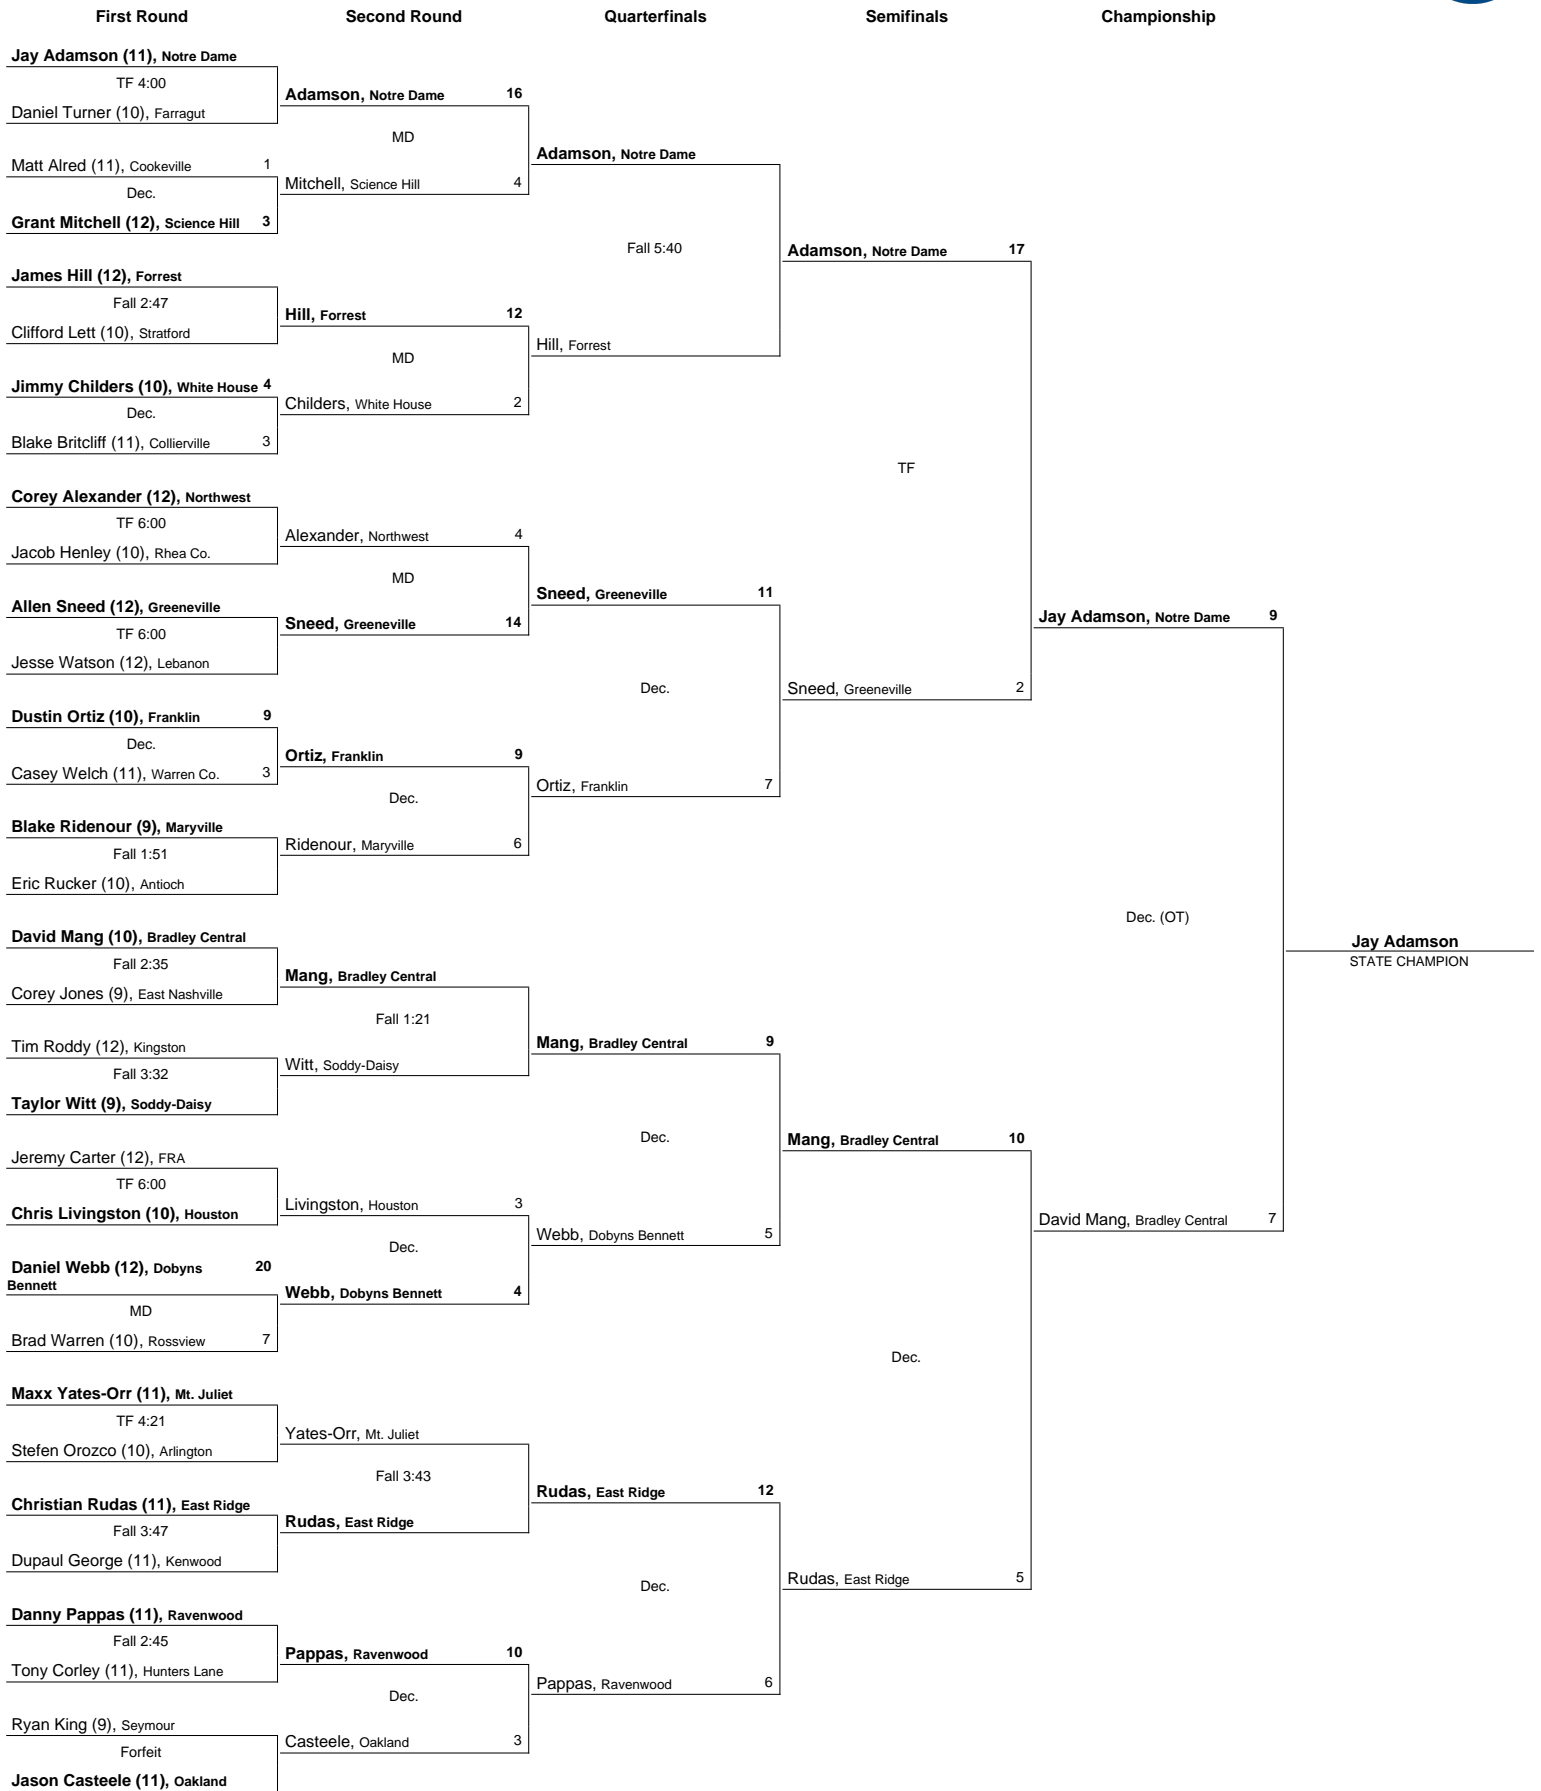 First Round Second Round Quarterfinals Semifinals Championship
Jay Adamson (11), Notre Dame
TF 4:00
Daniel Turner (10), Farragut
Matt Alred (11), Cookeville 1
Dec.
Grant Mitchell (12), Science Hill 3
James Hill (12), Forrest
Fall 2:47
Clifford Lett (10), Stratford
Jimmy Childers (10), White House 4
Dec.
Blake Britcliff (11), Collierville 3
Corey Alexander (12), Northwest
TF 6:00
Jacob Henley (10), Rhea Co.
Allen Sneed (12), Greeneville
TF 6:00
Jesse Watson (12), Lebanon
Dustin Ortiz (10), Franklin 9
Dec.
Casey Welch (11), Warren Co. 3
Blake Ridenour (9), Maryville
Fall 1:51
Eric Rucker (10), Antioch
David Mang (10), Bradley Central
Fall 2:35
Corey Jones (9), East Nashville
Tim Roddy (12), Kingston
Fall 3:32
Taylor Witt (9), Soddy-Daisy
Jeremy Carter (12), FRA
TF 6:00
Chris Livingston (10), Houston
Daniel Webb (12), Dobyns 20
Bennett
MD
Brad Warren (10), Rossview 7
Maxx Yates-Orr (11), Mt. Juliet
TF 4:21
Stefen Orozco (10), Arlington
Christian Rudas (11), East Ridge
Fall 3:47
Dupaul George (11), Kenwood
Danny Pappas (11), Ravenwood
Fall 2:45
Tony Corley (11), Hunters Lane
Ryan King (9), Seymour
Forfeit
Jason Casteele (11), Oakland
Adamson, Notre Dame 16
MD
Mitchell, Science Hill 4
Hill, Forrest 12
MD
Childers, White House 2
Alexander, Northwest 4
MD
Sneed, Greeneville 14
Ortiz, Franklin 9
Dec.
Ridenour, Maryville 6
Mang, Bradley Central
Fall 1:21
Witt, Soddy-Daisy
Livingston, Houston 3
Dec.
Webb, Dobyns Bennett 4
Yates-Orr, Mt. Juliet
Fall 3:43
Rudas, East Ridge
Pappas, Ravenwood 10
Dec.
Casteele, Oakland 3
Adamson, Notre Dame
Fall 5:40
Hill, Forrest
Sneed, Greeneville 11
Dec.
Ortiz, Franklin 7
Mang, Bradley Central 9
Dec.
Webb, Dobyns Bennett 5
Rudas, East Ridge 12
Dec.
Pappas, Ravenwood 6
Adamson, Notre Dame 17
TF
Sneed, Greeneville 2
Mang, Bradley Central 10
Dec.
Rudas, East Ridge 5
Jay Adamson, Notre Dame 9
Dec. (OT)
David Mang, Bradley Central 7
Jay Adamson
STATE CHAMPION